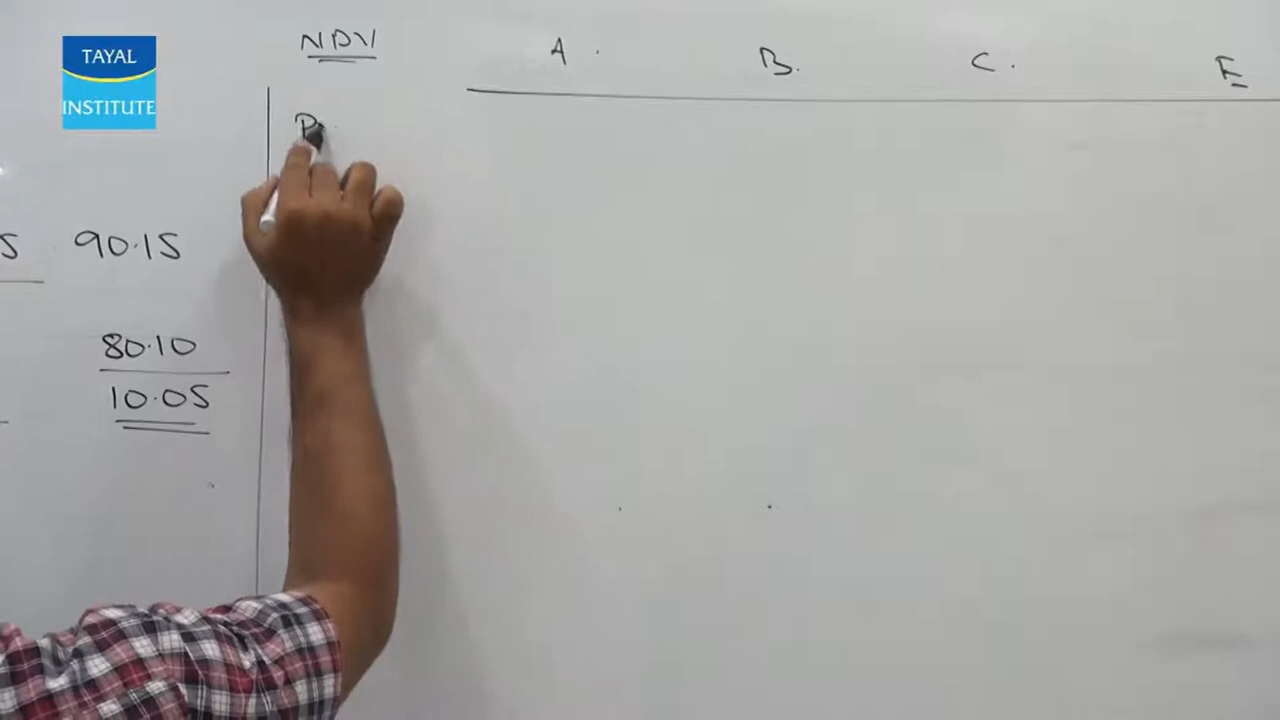 TAYAL
INSTITUTE
NPV
A.
B.
C.
E
P
S 90.15
80.10
10.05